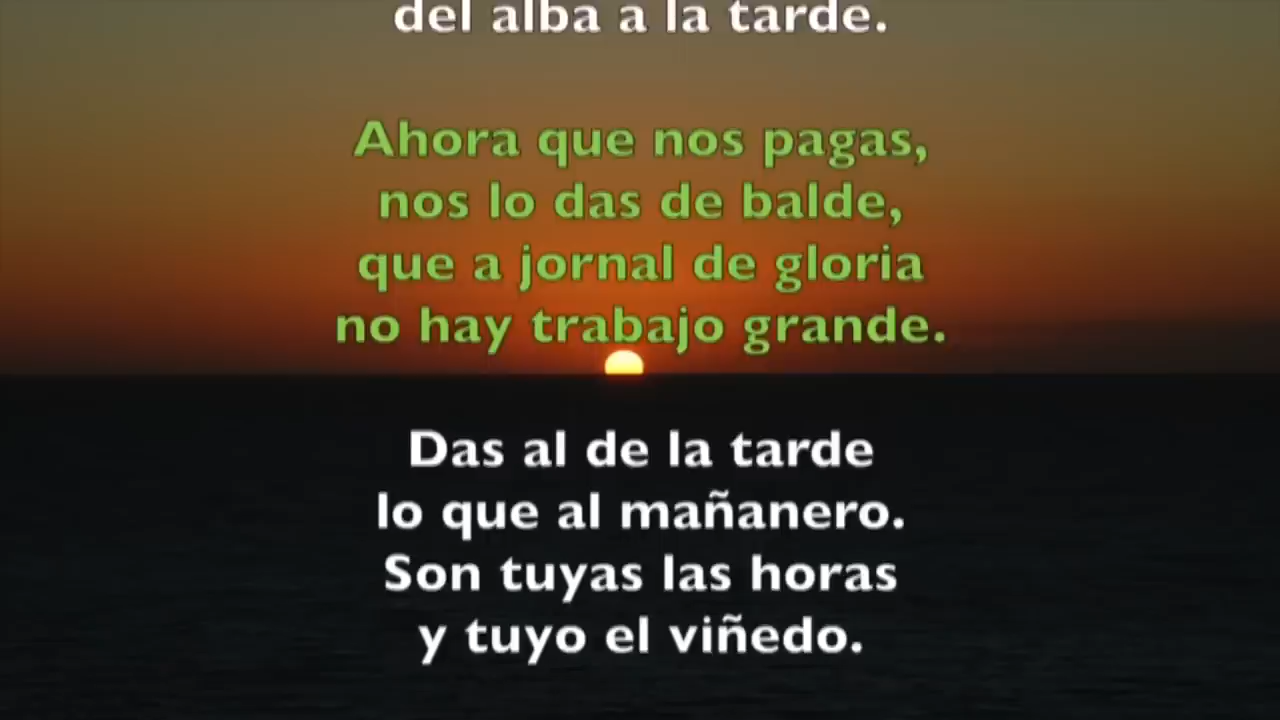 del alba a la tarde.
Ahora que nos pagas,
nos lo das de balde,
que a jornal de gloria
no hay trabajo grande.
Das al de la tarde
lo que al mañanero.
Son tuyas las horas
y tuyo el viñedo.